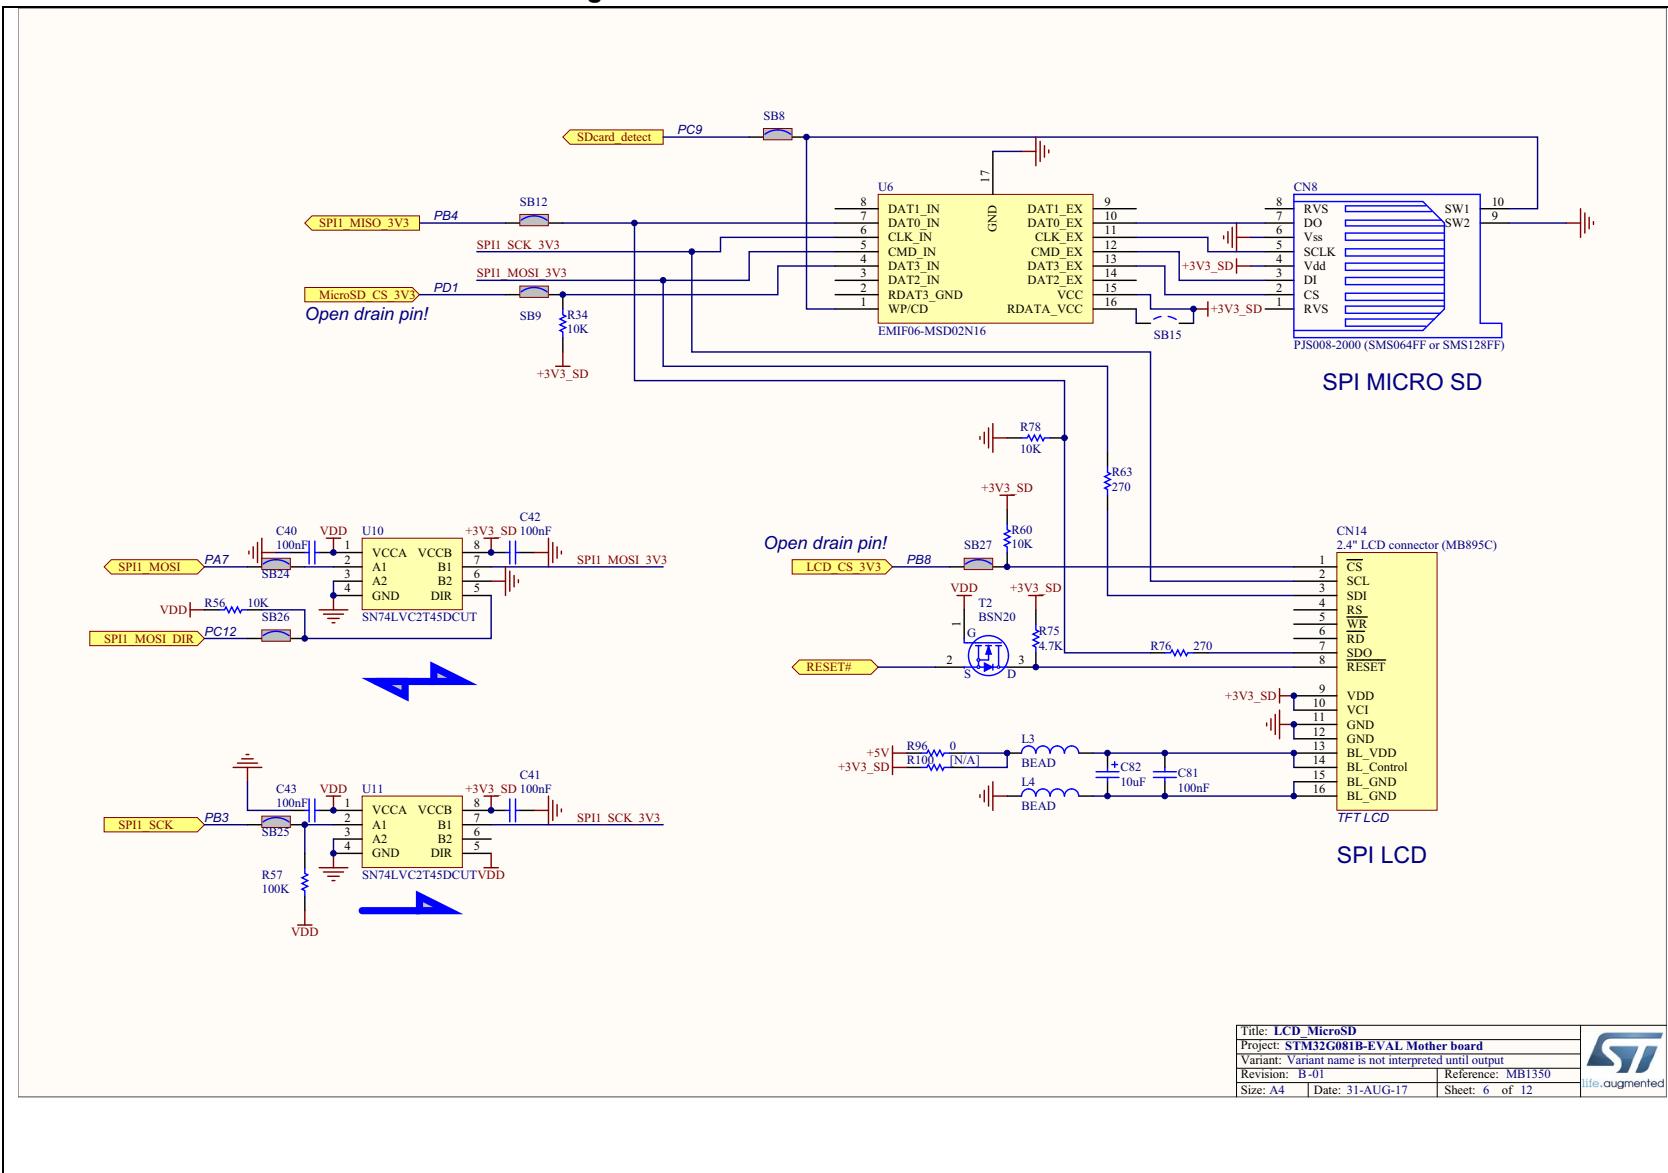 SB8
SDcard_detect PC9
17
U6 CN8
GND
8 DAT1_IN DAT1_EX 9 8 RVS SW1 10
SB12
SPI1_MISO_3V3 PB4 7 DAT0_IN DAT0_EX 10 7 DO SW2 9
6 CLK_IN CLK_EX 11 6 Vss
SPI1_SCK_3V3 5 CMD_IN CMD_EX 12 5 SCLK
4 DAT3_IN DAT3_EX 13 +3V3_SD 4 Vdd
SPI1_MOSI_3V3 3 DAT2_IN DAT2_EX 14 3 DI
MicroSD_CS_3V3 PD1 2 RDAT3_GND VCC 15 2 CS
Open drain pin! SB9 R34 1 WP/CD RDATA_VCC 16 +3V3_SD 1 RVS
10K EMIF06-MSD02N16 SB15
PJS008-2000 (SMS064FF or SMS128FF)
+3V3_SD
SPI MICRO SD
R78
10K
R63
270
+3V3_SD
R60
10K
C40 VDD U10 +3V3_SD C42
100nF 100nF
1 VCCA VCCB 8
SPI1_MOSI PA7 2 A1 B1 7 SPI1_MOSI_3V3
SB24 3 A2 B2 6
4 GND DIR 5
VDD R56 10K SN74LVC2T45DCUT
SB26
SPI1_MOSI_DIR PC12
Open drain pin! SB27
LCD_CS_3V3 PB8
VDD T2 +3V3_SD
BSN20
1 G R75
4.7K
RESET# 2 3
S D
R76 270
CN14
2.4" LCD connector (MB895C)
1 CS
2 SCL
3 SDI
4 RS
5 WR
6 RD
7 SDO
8 RESET
+3V3_SD 9 VDD
10 VCI
11 GND
12 GND
13 BL_VDD
14 BL_Control
15 BL_GND
16 BL_GND
TFT LCD
SPI LCD
+5V R96 0 L3
+3V3_SD R100 [N/A] BEAD
+ C82 C81
10uF 100nF
L4
BEAD
C43 VDD U11 +3V3_SD C41
100nF 100nF
1 VCCA VCCB 8
SPI1_SCK PB3 2 A1 B1 7 SPI1_SCK_3V3
SB25 3 A2 B2 6
4 GND DIR 5
R57 SN74LVC2T45DCUT VDD
100K
VDD
Title: LCD_MicroSD
Project: STM32G081B-EVAL Mother board
Variant: Variant name is not interpreted until output
Revision: B-01 Reference: MB1350
Size: A4 Date: 31-AUG-17 Sheet: 6 of 12
ST
life.augmented